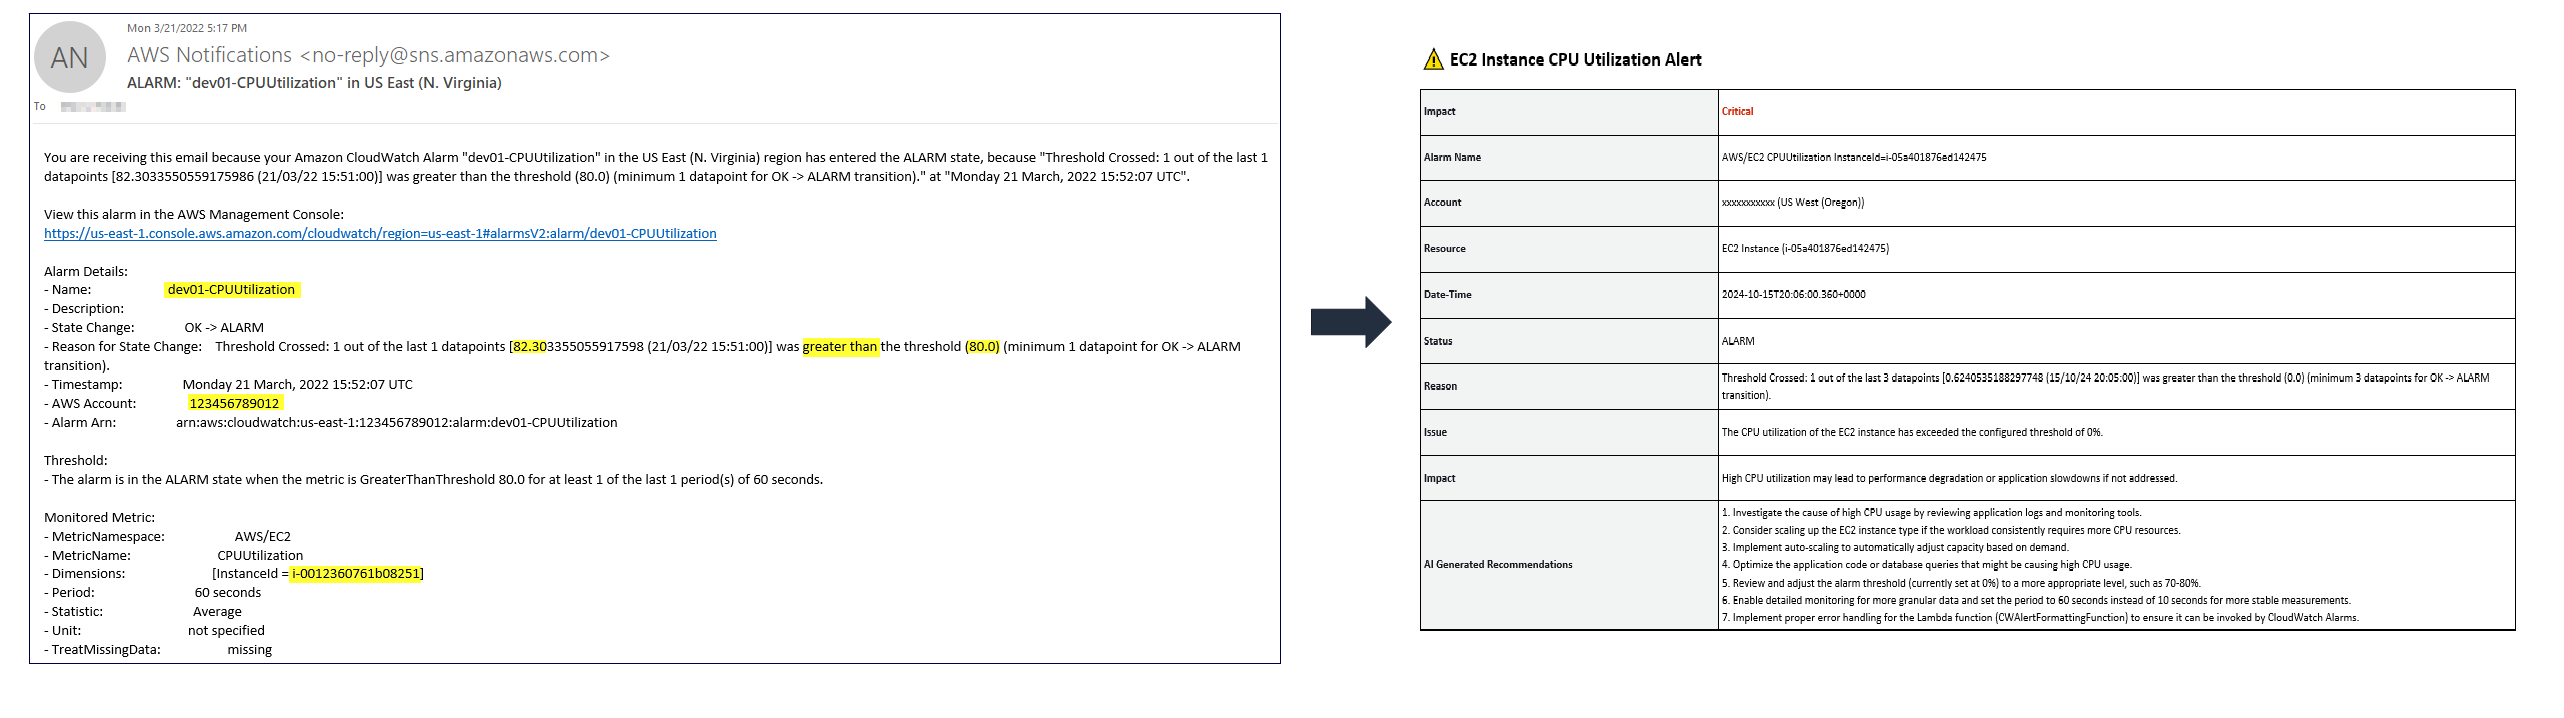 Mon 3/21/2022 5:17 PM
AN
AWS Notifications <no-reply@sns.amazonaws.com>
ALARM: "dev01-CPUUtilization" in US East (N. Virginia)
To
You are receiving this email because your Amazon CloudWatch Alarm "dev01-CPUUtilization" in the US East (N. Virginia) region has entered the ALARM state, because "Threshold Crossed: 1 out of the last 1
datapoints [82.3033550559175986 (21/03/22 15:51:00)] was greater than the threshold (80.0) (minimum 1 datapoint for OK -> ALARM transition)." at "Monday 21 March, 2022 15:52:07 UTC".
View this alarm in the AWS Management Console:
https://us-east-1.console.aws.amazon.com/cloudwatch/region=us-east-1#alarmsV2:alarm/dev01-CPUUtilization
Alarm Details:
- Name: dev01-CPUUtilization
- Description:
- State Change: OK -> ALARM
- Reason for State Change: Threshold Crossed: 1 out of the last 1 datapoints [82.303355055917598 (21/03/22 15:51:00)] was greater than the threshold (80.0) (minimum 1 datapoint for OK -> ALARM
transition).
- Timestamp: Monday 21 March, 2022 15:52:07 UTC
- AWS Account: 123456789012
- Alarm Arn: arn:aws:cloudwatch:us-east-1:123456789012:alarm:dev01-CPUUtilization
Threshold:
- The alarm is in the ALARM state when the metric is GreaterThanThreshold 80.0 for at least 1 of the last 1 period(s) of 60 seconds.
Monitored Metric:
- MetricNamespace: AWS/EC2
- MetricName: CPUUtilization
- Dimensions: [InstanceId = i-0012360761b08251]
- Period: 60 seconds
- Statistic: Average
- Unit: not specified
- TreatMissingData: missing
EC2 Instance CPU Utilization Alert
Impact Critical
Alarm Name AWS/EC2 CPUUtilization InstanceId=i-05a401876ed142475
Account xxxxxxxxxxx (US West (Oregon))
Resource EC2 Instance (i-05a401876ed142475)
Date-Time 2024-10-15T20:06:00.360+0000
Status ALARM
Reason Threshold Crossed: 1 out of the last 3 datapoints [0.6240535188297748 (15/10/24 20:05:00)] was greater than the threshold (0.0) (minimum 3 datapoints for OK -> ALARM
transition).
Issue The CPU utilization of the EC2 instance has exceeded the configured threshold of 0%.
Impact High CPU utilization may lead to performance degradation or application slowdowns if not addressed.
AI Generated Recommendations
1. Investigate the cause of high CPU usage by reviewing application logs and monitoring tools.
2. Consider scaling up the EC2 instance type if the workload consistently requires more CPU resources.
3. Implement auto-scaling to automatically adjust capacity based on demand.
4. Optimize the application code or database queries that might be causing high CPU usage.
5. Review and adjust the alarm threshold (currently set at 0%) to a more appropriate level, such as 70-80%.
6. Enable detailed monitoring for more granular data and set the period to 60 seconds instead of 10 seconds for more stable measurements.
7. Implement proper error handling for the Lambda function (CWAlertFormattingFunction) to ensure it can be invoked by CloudWatch Alarms.